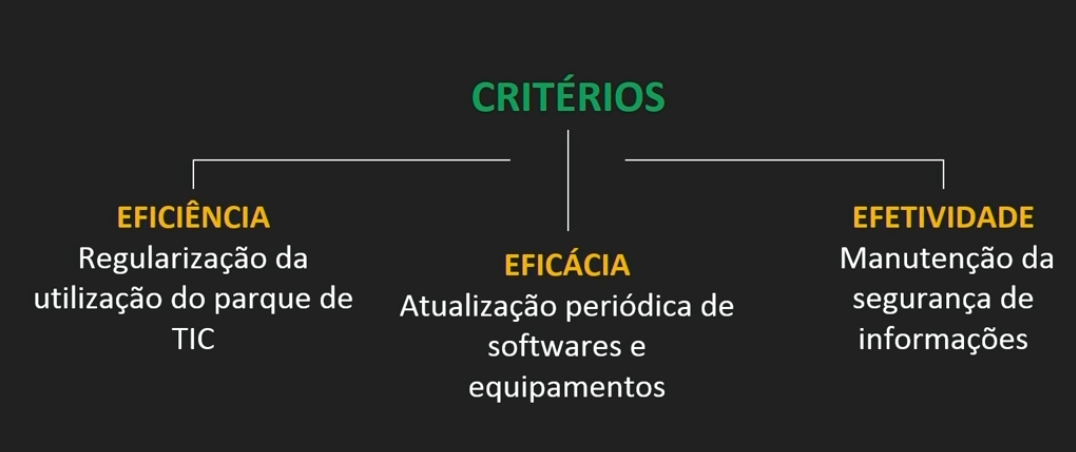 CRITÉRIOS
EFICIÊNCIA
Regularização da
utilização do parque de
TIC
EFICÁCIA
Atualização periódica de
softwares e
equipamentos
EFETIVIDADE
Manutenção da
segurança de
informações